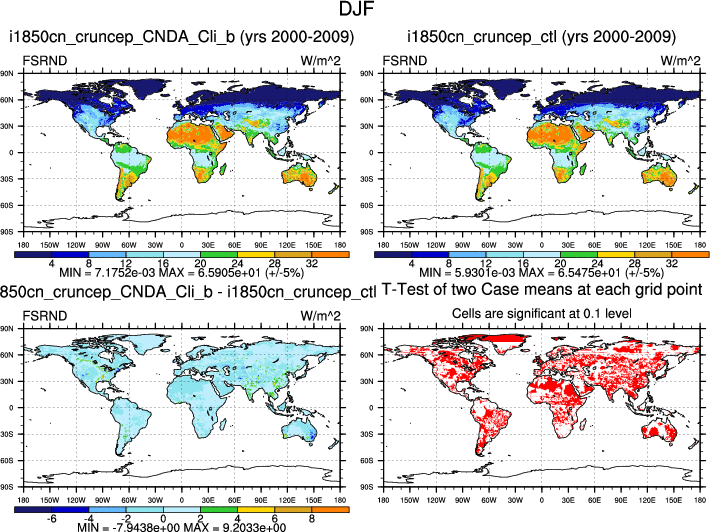 DJF
i1850cn_cruncep_CNDA_Cli_b (yrs 2000-2009)
FSRND W/m^2
90N
60N
30N
0
30S
60S
90S
180 150W 120W 90W 60W 30W 0 30E 60E 90E 120E 150E 180
4 8 12 16 20 24 28 32
MIN = 7.1752e-03 MAX = 6.5905e+01 (+/-5%)
i1850cn_cruncep_ctl (yrs 2000-2009)
FSRND W/m^2
90N
60N
30N
0
30S
60S
90S
180 150W 120W 90W 60W 30W 0 30E 60E 90E 120E 150E 180
4 8 12 16 20 24 28 32
MIN = 5.9301e-03 MAX = 6.5475e+01 (+/-5%)
850cn_cruncep_CNDA_Cli_b - i1850cn_cruncep_ctl
FSRND W/m^2
90N
60N
30N
0
30S
60S
90S
180 150W 120W 90W 60W 30W 0 30E 60E 90E 120E 150E 180
-6 -4 -2 0 2 4 6 8
MIN = -7.9438e+00 MAX = 9.2033e+00
T-Test of two Case means at each grid point
Cells are significant at 0.1 level
90N
60N
30N
0
30S
60S
90S
180 150W 120W 90W 60W 30W 0 30E 60E 90E 120E 150E 180